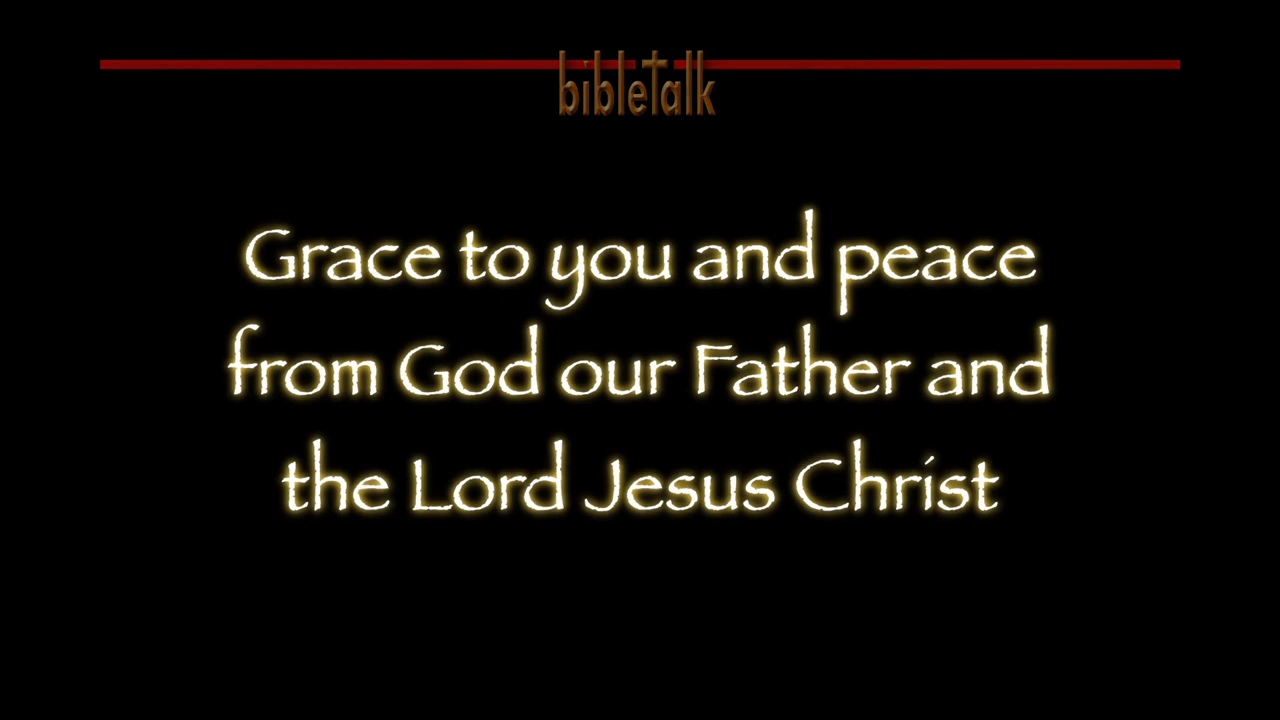 bibleTalk
Grace to you and peace
from God our Father and
the Lord Jesus Christ